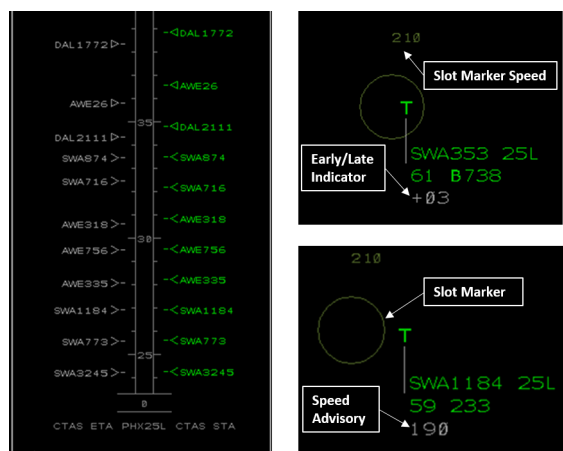 DAL1772 DAL1772
AWE26 AWE26
35
DAL2111 DAL2111
SWA874 SWA874
SWA716 SWA716
AWE318 AWE318
30
AWE756 AWE756
AWE335 AWE335
SWA1184 SWA1184
SWA773 SWA773
25
SWA3245 SWA3245
0
CTAS ETA PHX25L CTAS STA
210
Slot Marker Speed
T
Early/Late
Indicator
SWA353 25L
61 B738
+03
210
Slot Marker
T
Speed
Advisory
SWA1184 25L
59 233
190